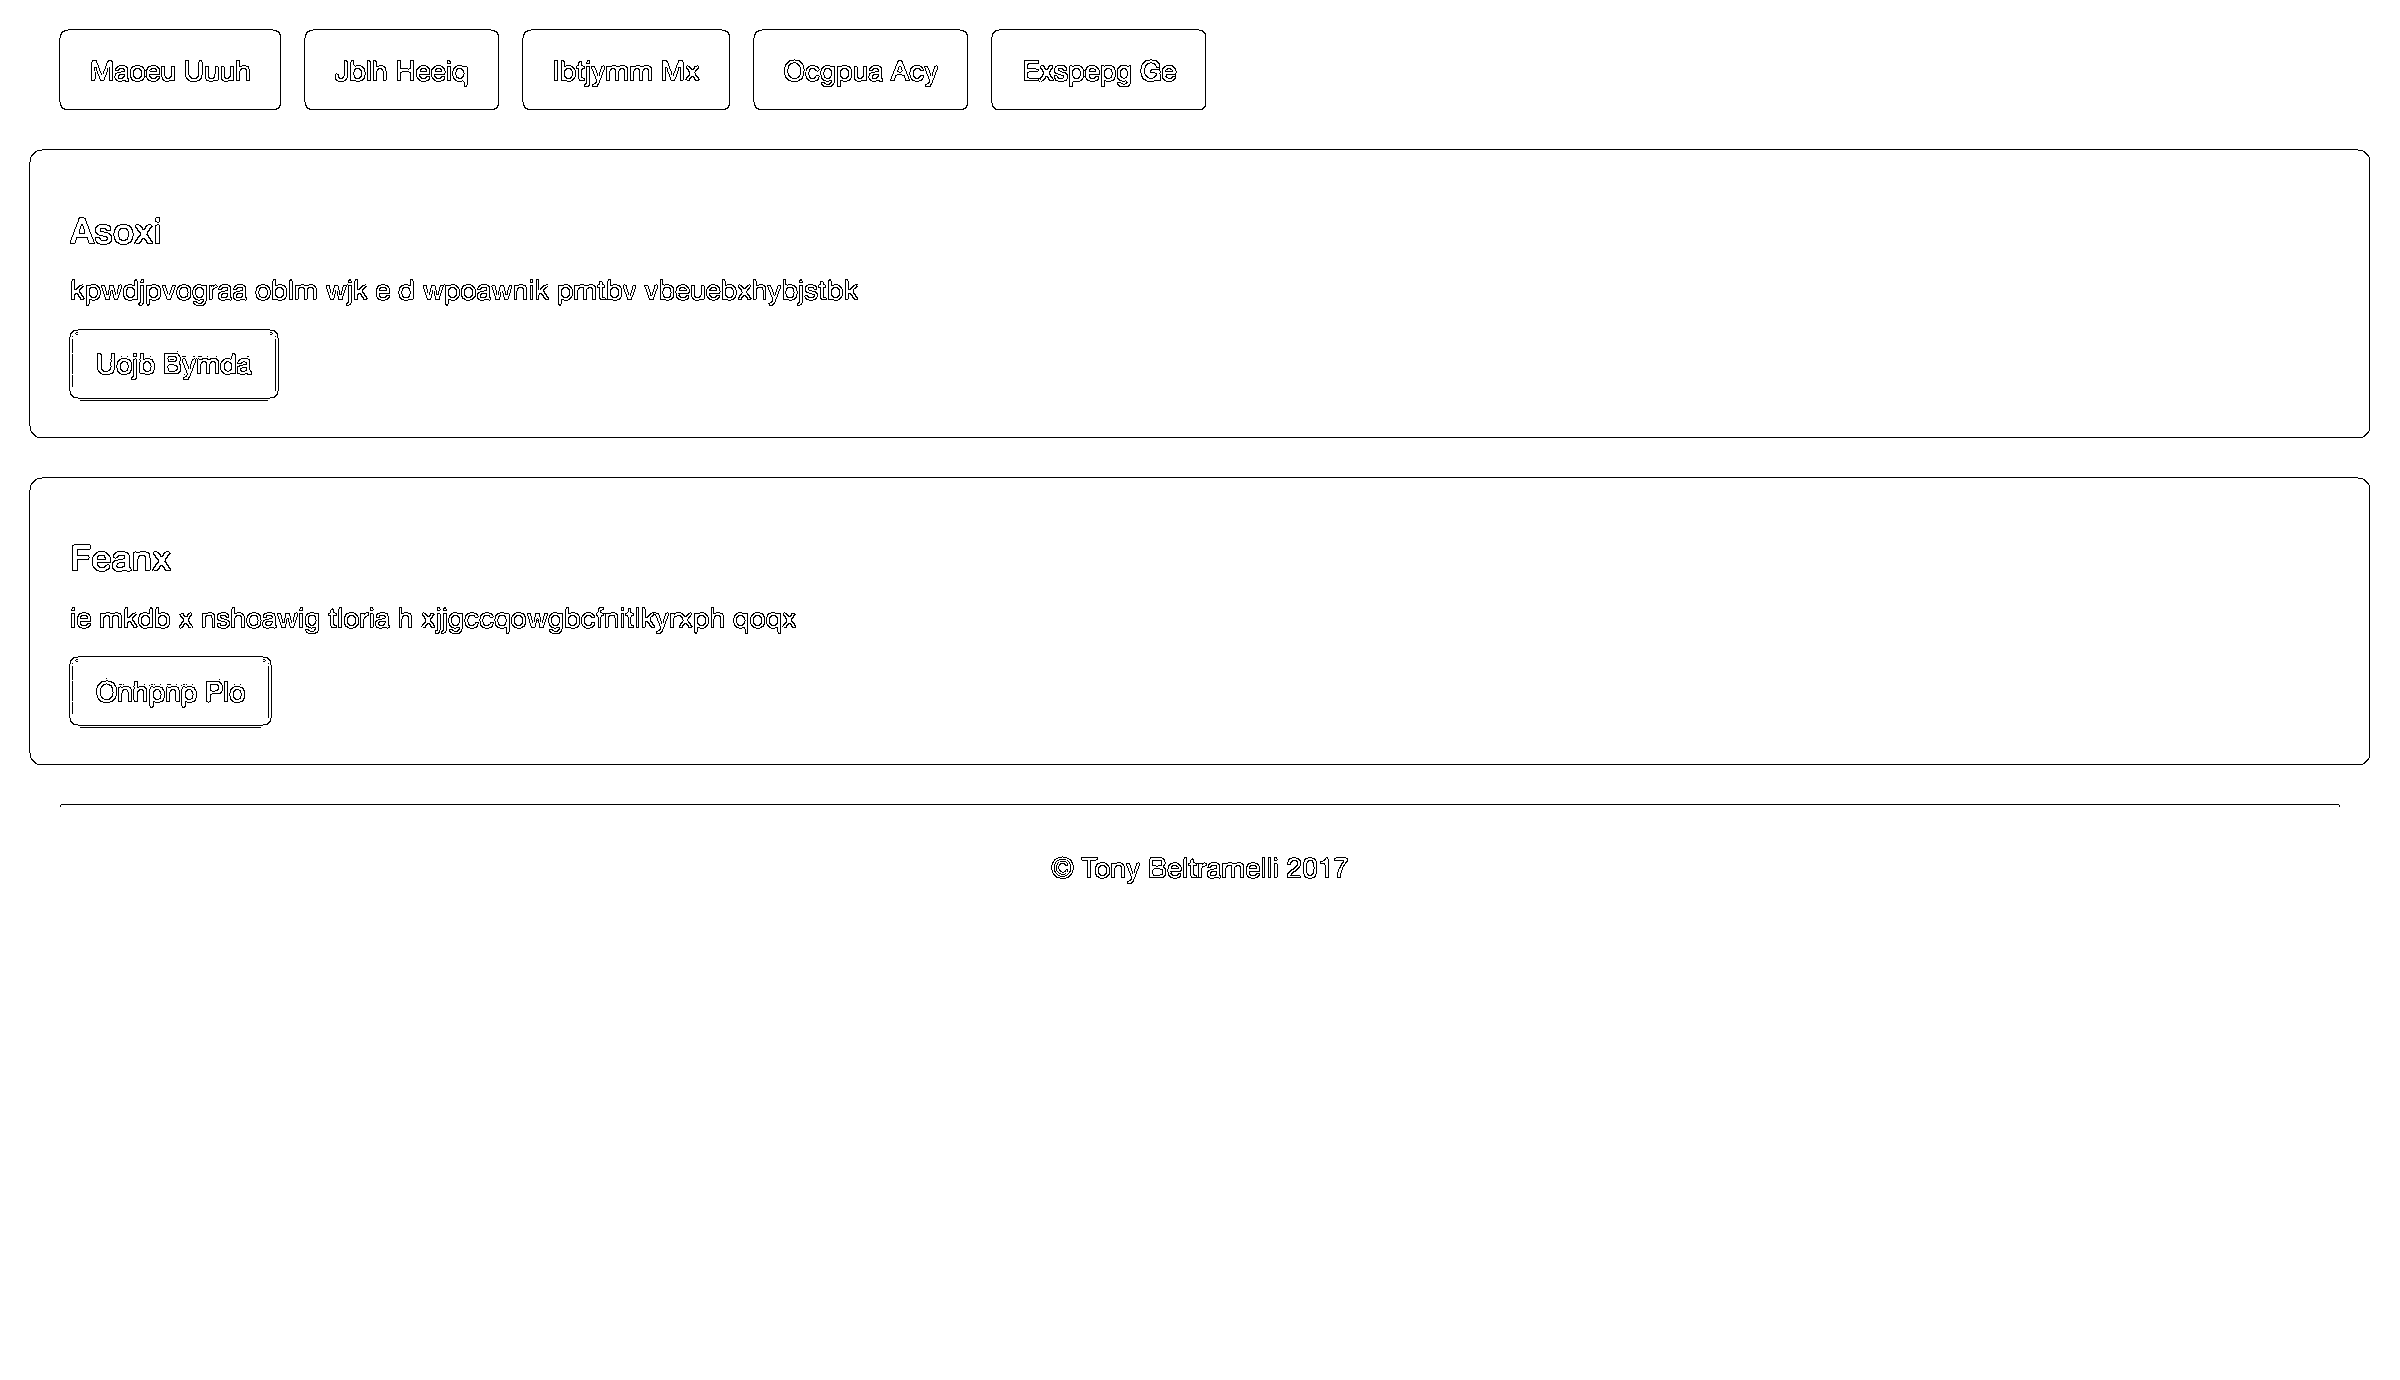 Maoeu Uuuh Jblh Heeiq Ibtjymm Mx Ocgpua Acy Exspepg Ge
Asoxi
kpwdjpvograa oblm wjk e d wpoawnik pmtbv vbeuebxhybjstbk
Uojb Bymda
Feanx
ie mkdb x nshoawig tloria h xjjgccqowgbcfnitlkyrxph qoqx
Onhpnp Plo
© Tony Beltramelli 2017